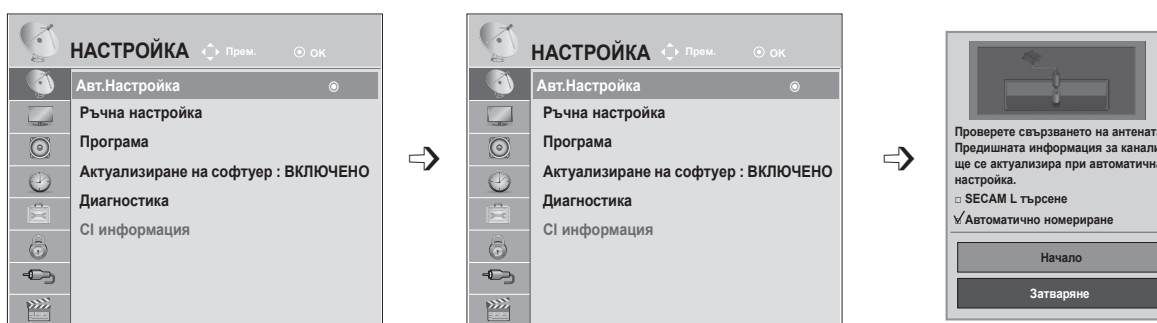 НАСТРОЙКА Прем. OK
Авт.Настройка
Ръчна настройка
Програма
Актуализиране на софтуер : ВКЛЮЧЕНО
Диагностика
CI информация
НАСТРОЙКА Прем. OK
Авт.Настройка
Ръчна настройка
Програма
Актуализиране на софтуер : ВКЛЮЧЕНО
Диагностика
CI информация
Проверете свързването на антенат
Предишната информация за канали
ще се актуализира при автоматична
настройка.
SECAM L търсене
Автоматично номериране
Начало
Затваряне